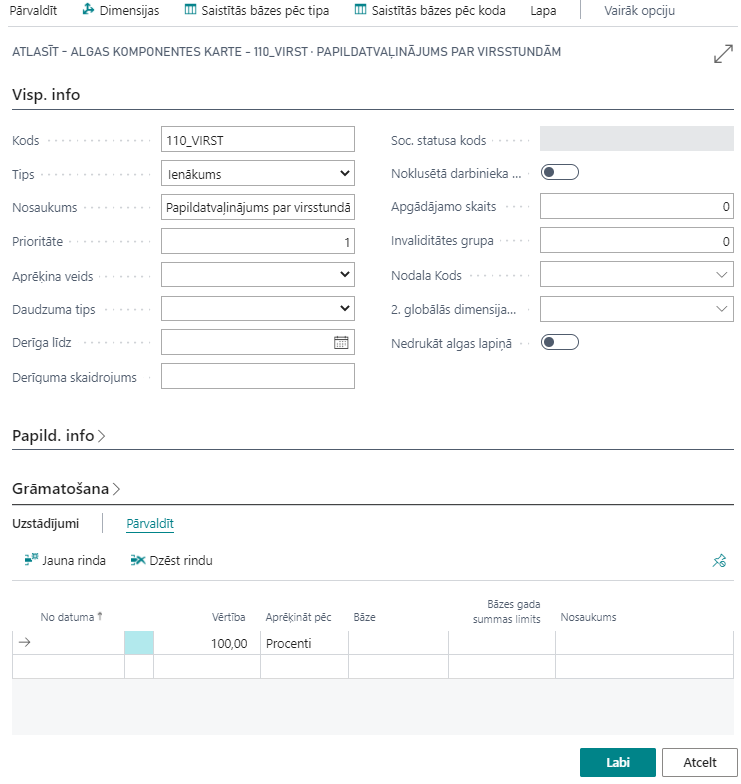 Pārvaldīt Dimensijas Saistītās bāzes pēc tipa Saistītās bāzes pēc koda Lapa Vairāk opciju
ATLASĪT - ALGAS KOMPONENTES KARTE - 110_VIRST · PAPILDATVAĻINĀJUMS PAR VIRSSTUNDĀM
Visp. info
Kods 110_VIRST
Tips Ienākums
Nosaukums Papildatvaļinājums par virsstundā
Prioritāte 1
Aprēķina veids
Daudzuma tips
Derīga līdz
Derīguma skaidrojums
Soc. statusa kods
Noklusētā darbinieka ...
Apgādājamo skaits 0
Invaliditātes grupa 0
Nodala Kods
2. globālās dimensija...
Nedrukāt algas lapiņā
Papild. info
Grāmatošana
Uzstādījumi Pārvaldīt
Jauna rinda Dzēst rindu
No datuma ↑ Vērtība Aprēķināt pēc Bāze Bāzes gada summas limits Nosaukums
100,00 Procenti
Labi Atcelt